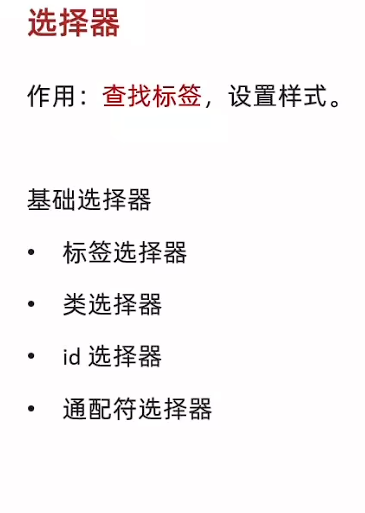 选择器
作用：查找标签，设置样式。
基础选择器
• 标签选择器
• 类选择器
• id 选择器
• 通配符选择器